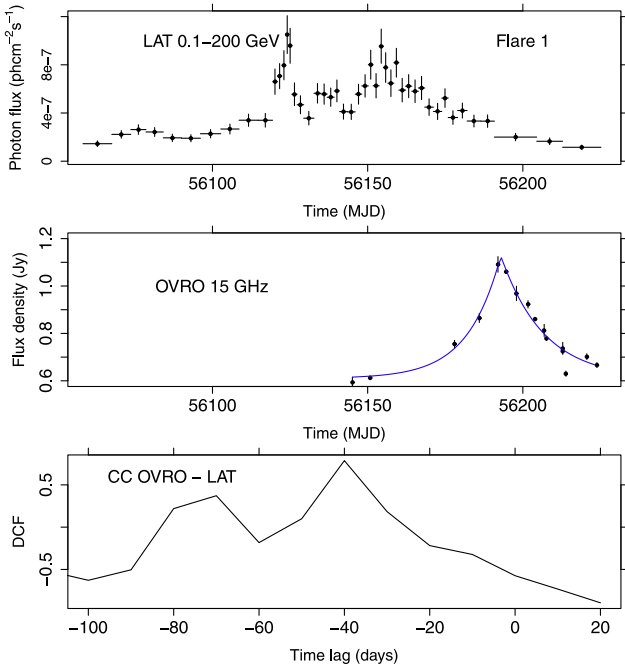 LAT 0.1−200 GeV
Flare 1
Photon flux (phcm−2s−1)
8e−7
4e−7
0
56100
56150
56200
Time (MJD)
OVRO 15 GHz
Flux density (Jy)
1.2
1.0
0.8
0.6
56100
56150
56200
Time (MJD)
CC OVRO − LAT
DCF
0.5
−0.5
−100
−80
−60
−40
−20
0
20
Time lag (days)